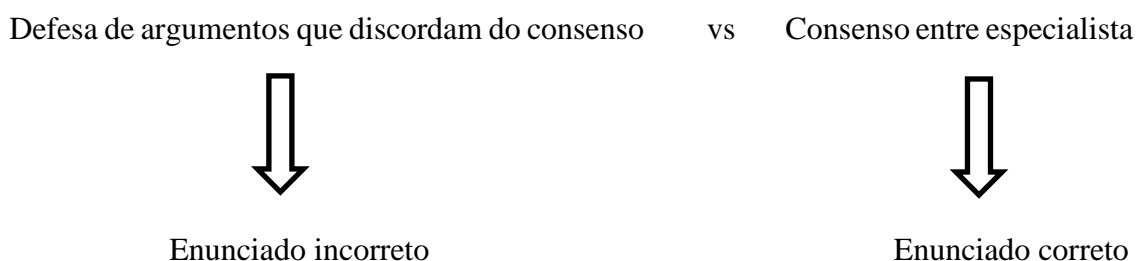 Defesa de argumentos que discordam do consenso vs Consenso entre especialista
Enunciado incorreto Enunciado correto